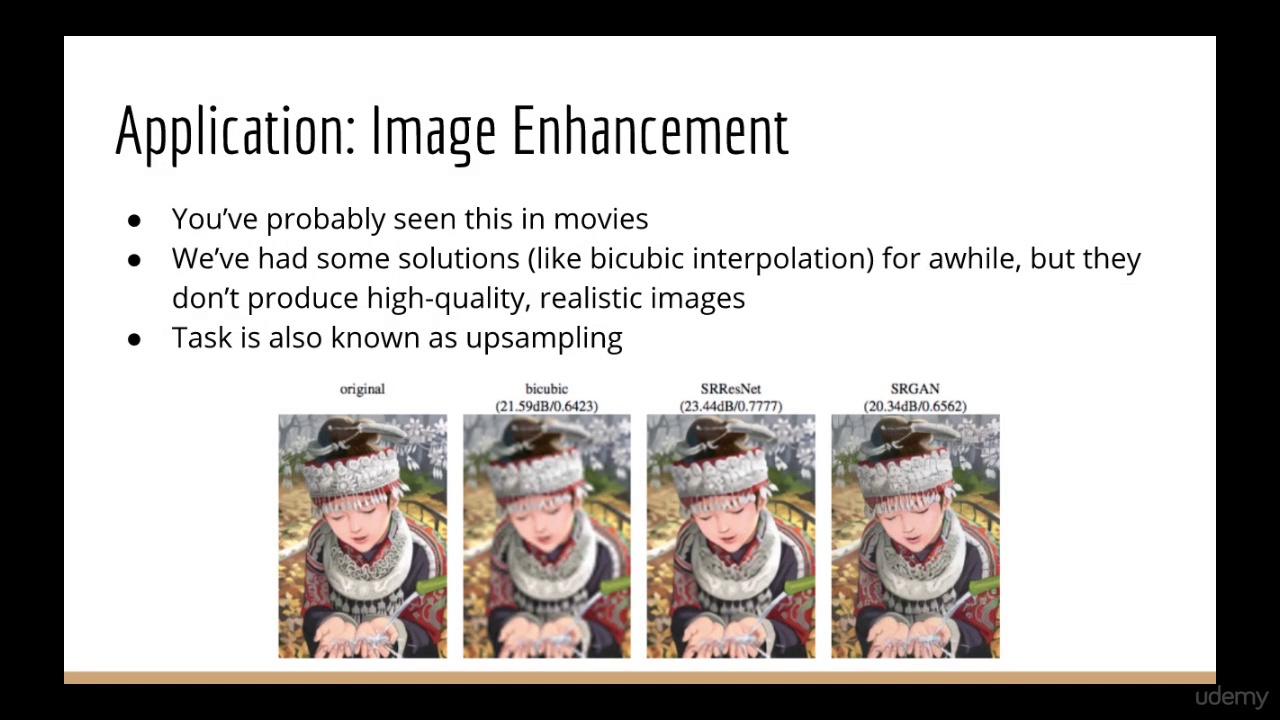 Application: Image Enhancement
● You've probably seen this in movies
● We've had some solutions (like bicubic interpolation) for awhile, but they
don't produce high-quality, realistic images
● Task is also known as upsampling
original
bicubic
(21.59dB/0.6423)
SRResNet
(23.44dB/0.7777)
SRGAN
(20.34dB/0.6562)
udemy